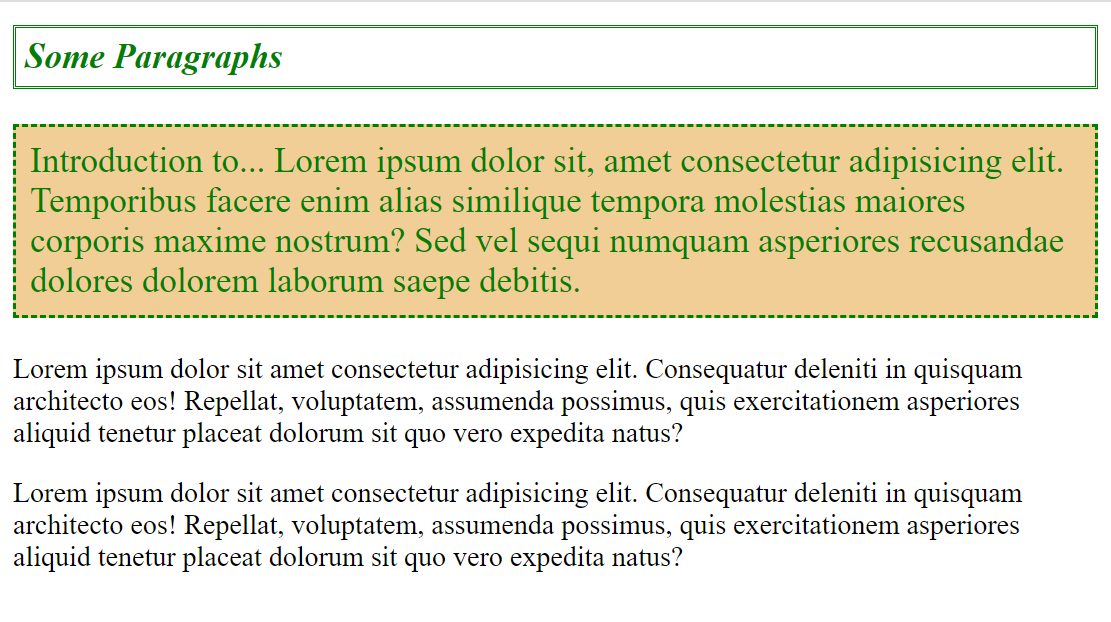 Some Paragraphs
Introduction to... Lorem ipsum dolor sit, amet consectetur adipisicing elit.
Temporibus facere enim alias similique tempora molestias maiores
corporis maxime nostrum? Sed vel sequi numquam asperiores recusandae
dolores dolorem laborum saepe debitis.
Lorem ipsum dolor sit amet consectetur adipisicing elit. Consequatur deleniti in quisquam
architecto eos! Repellat, voluptatem, assumenda possimus, quis exercitationem asperiores
aliquid tenetur placeat dolorum sit quo vero expedita natus?
Lorem ipsum dolor sit amet consectetur adipisicing elit. Consequatur deleniti in quisquam
architecto eos! Repellat, voluptatem, assumenda possimus, quis exercitationem asperiores
aliquid tenetur placeat dolorum sit quo vero expedita natus?